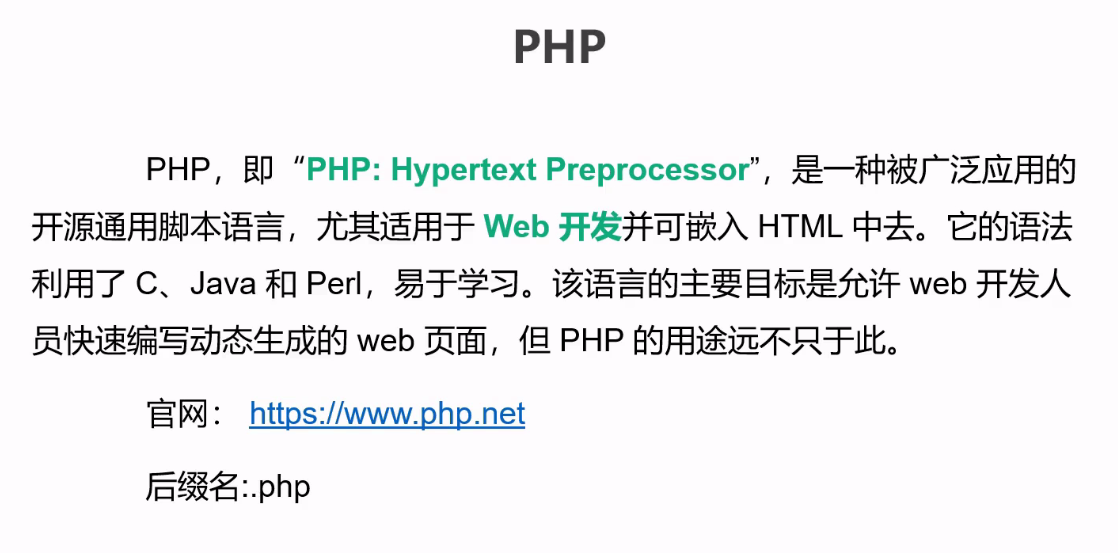 PHP
PHP，即“PHP: Hypertext Preprocessor”，是一种被广泛应用的
开源通用脚本语言，尤其适用于 Web 开发并可嵌入 HTML 中去。它的语法
利用了 C、Java 和 Perl，易于学习。该语言的主要目标是允许 web 开发人
员快速编写动态生成的 web 页面，但 PHP 的用途远不只于此。
官网： https://www.php.net
后缀名:.php